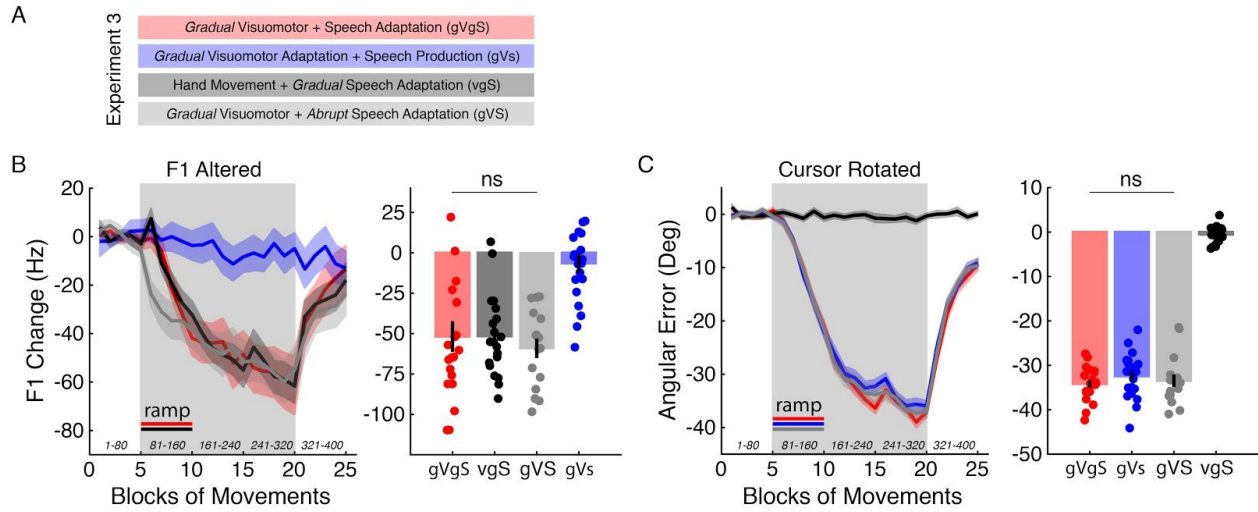 A
Experiment 3
Gradual Visuomotor + Speech Adaptation (gVgS)
Gradual Visuomotor Adaptation + Speech Production (gVs)
Hand Movement + Gradual Speech Adaptation (vgS)
Gradual Visuomotor + Abrupt Speech Adaptation (gVS)
B
F1 Altered
F1 Change (Hz)
20
0
-20
-40
-60
-80
ramp
1-80 81-160 161-240 241-320 321-400
0 5 10 15 20 25
Blocks of Movements
ns
25
0
-25
-50
-75
-100
gVgS vgS gVS gVs
C
Cursor Rotated
Angular Error (Deg)
0
-10
-20
-30
-40
ramp
1-80 81-160 161-240 241-320 321-400
0 5 10 15 20 25
Blocks of Movements
ns
10
0
-10
-20
-30
-40
-50
gVgS gVs gVS vgS